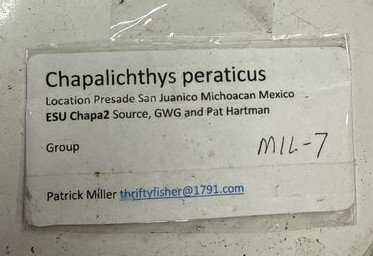 Chapalichthys peraticus
Location Presade San Juanico Michoacan Mexico
ESU Chapa2 Source, GWG and Pat Hartman
Group MIL-7
Patrick Miller thriftyfisher@1791.com